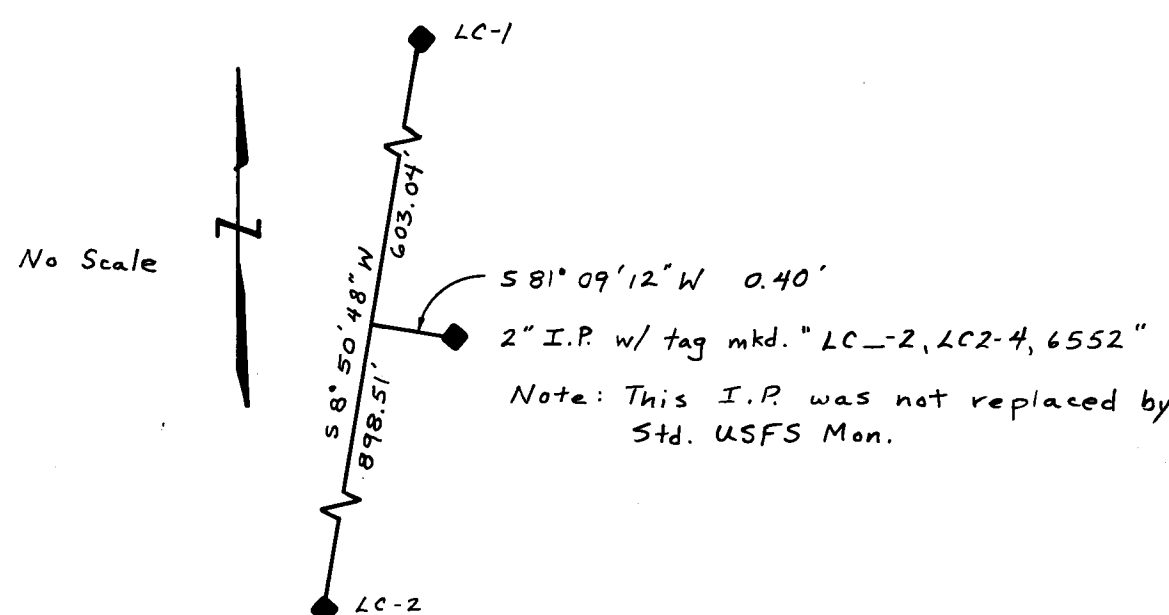 LC-1
603.04'
No Scale
S 81° 09' 12" W 0.40'
S 8° 50' 48" W
2" I.P. w/ tag mkd. "LC_-2, LC2-4, 6552"
898.51'
Note: This I.P. was not replaced by
Std. USFS Mon.
LC-2